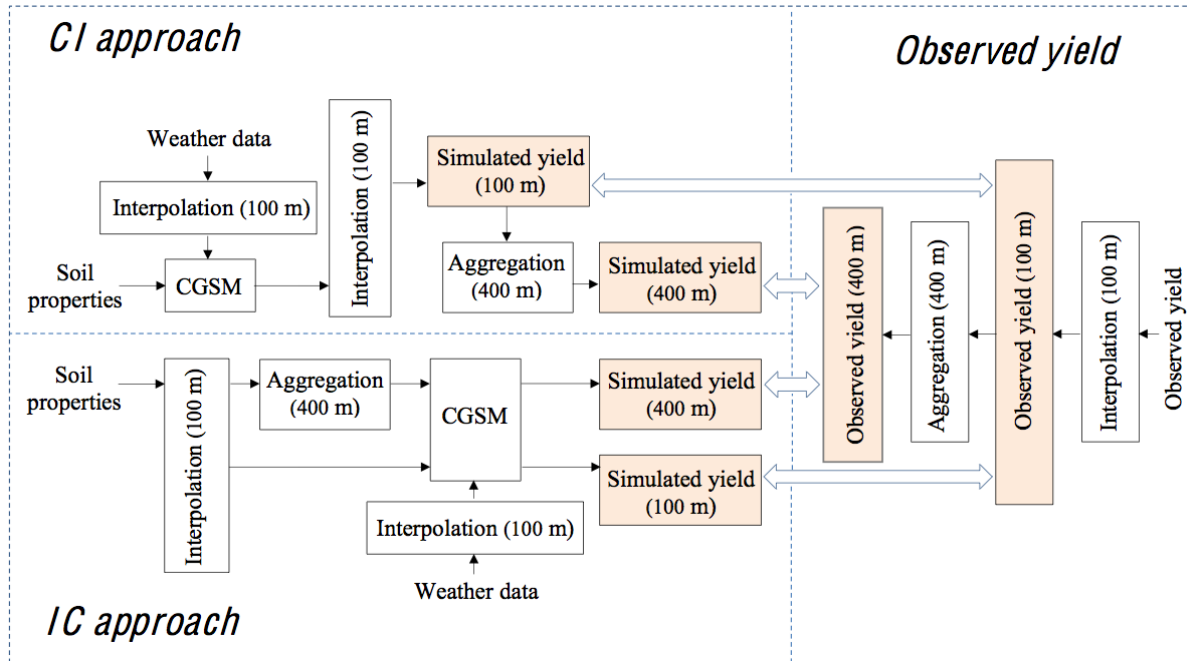 CI approach
Weather data
Interpolation (100 m)
Soil
properties
CGSM
Interpolation (100 m)
Simulated yield
(100 m)
Aggregation
(400 m)
Simulated yield
(400 m)
Soil
properties
Interpolation (100 m)
Aggregation
(400 m)
CGSM
Simulated yield
(400 m)
Simulated yield
(100 m)
Interpolation (100 m)
Weather data
IC approach
Observed yield
Observed yield (400 m)
Aggregation (400 m)
Observed yield (100 m)
Interpolation (100 m)
Observed yield